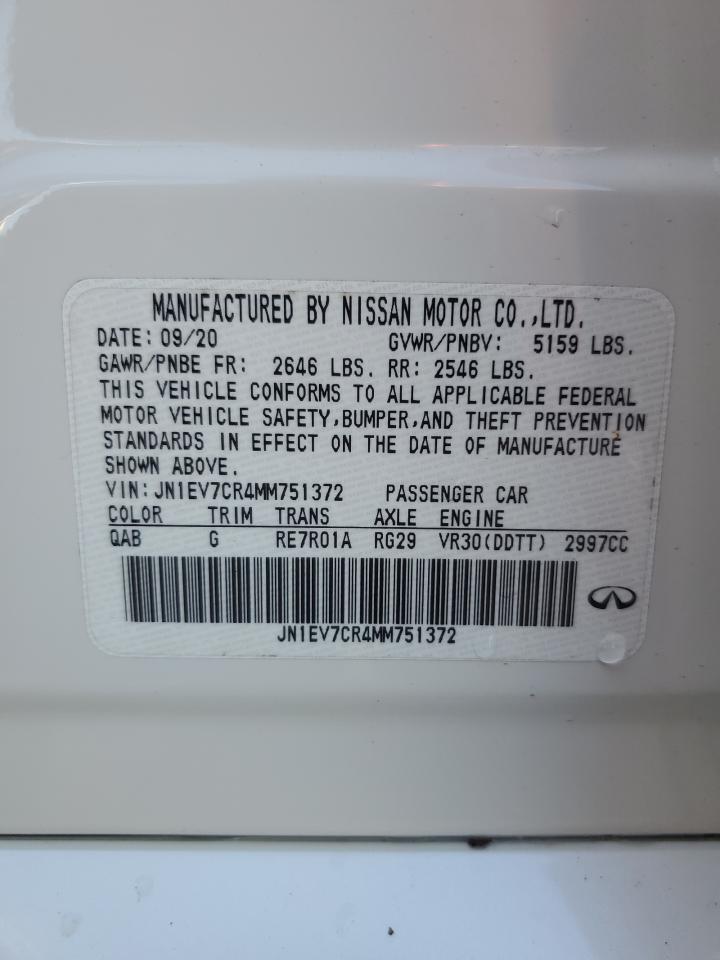 MANUFACTURED BY NISSAN MOTOR CO.,LTD.
DATE: 09/20 GVWR/PNBV: 5159 LBS.
GAWR/PNBE FR: 2646 LBS. RR: 2546 LBS.
THIS VEHICLE CONFORMS TO ALL APPLICABLE FEDERAL
MOTOR VEHICLE SAFETY,BUMPER,AND THEFT PREVENTION
STANDARDS IN EFFECT ON THE DATE OF MANUFACTURE
SHOWN ABOVE.
VIN: JN1EV7CR4MM751372 PASSENGER CAR
COLOR TRIM TRANS AXLE ENGINE
QAB G RE7R01A RG29 VR30(DDTT) 2997CC
JN1EV7CR4MM751372